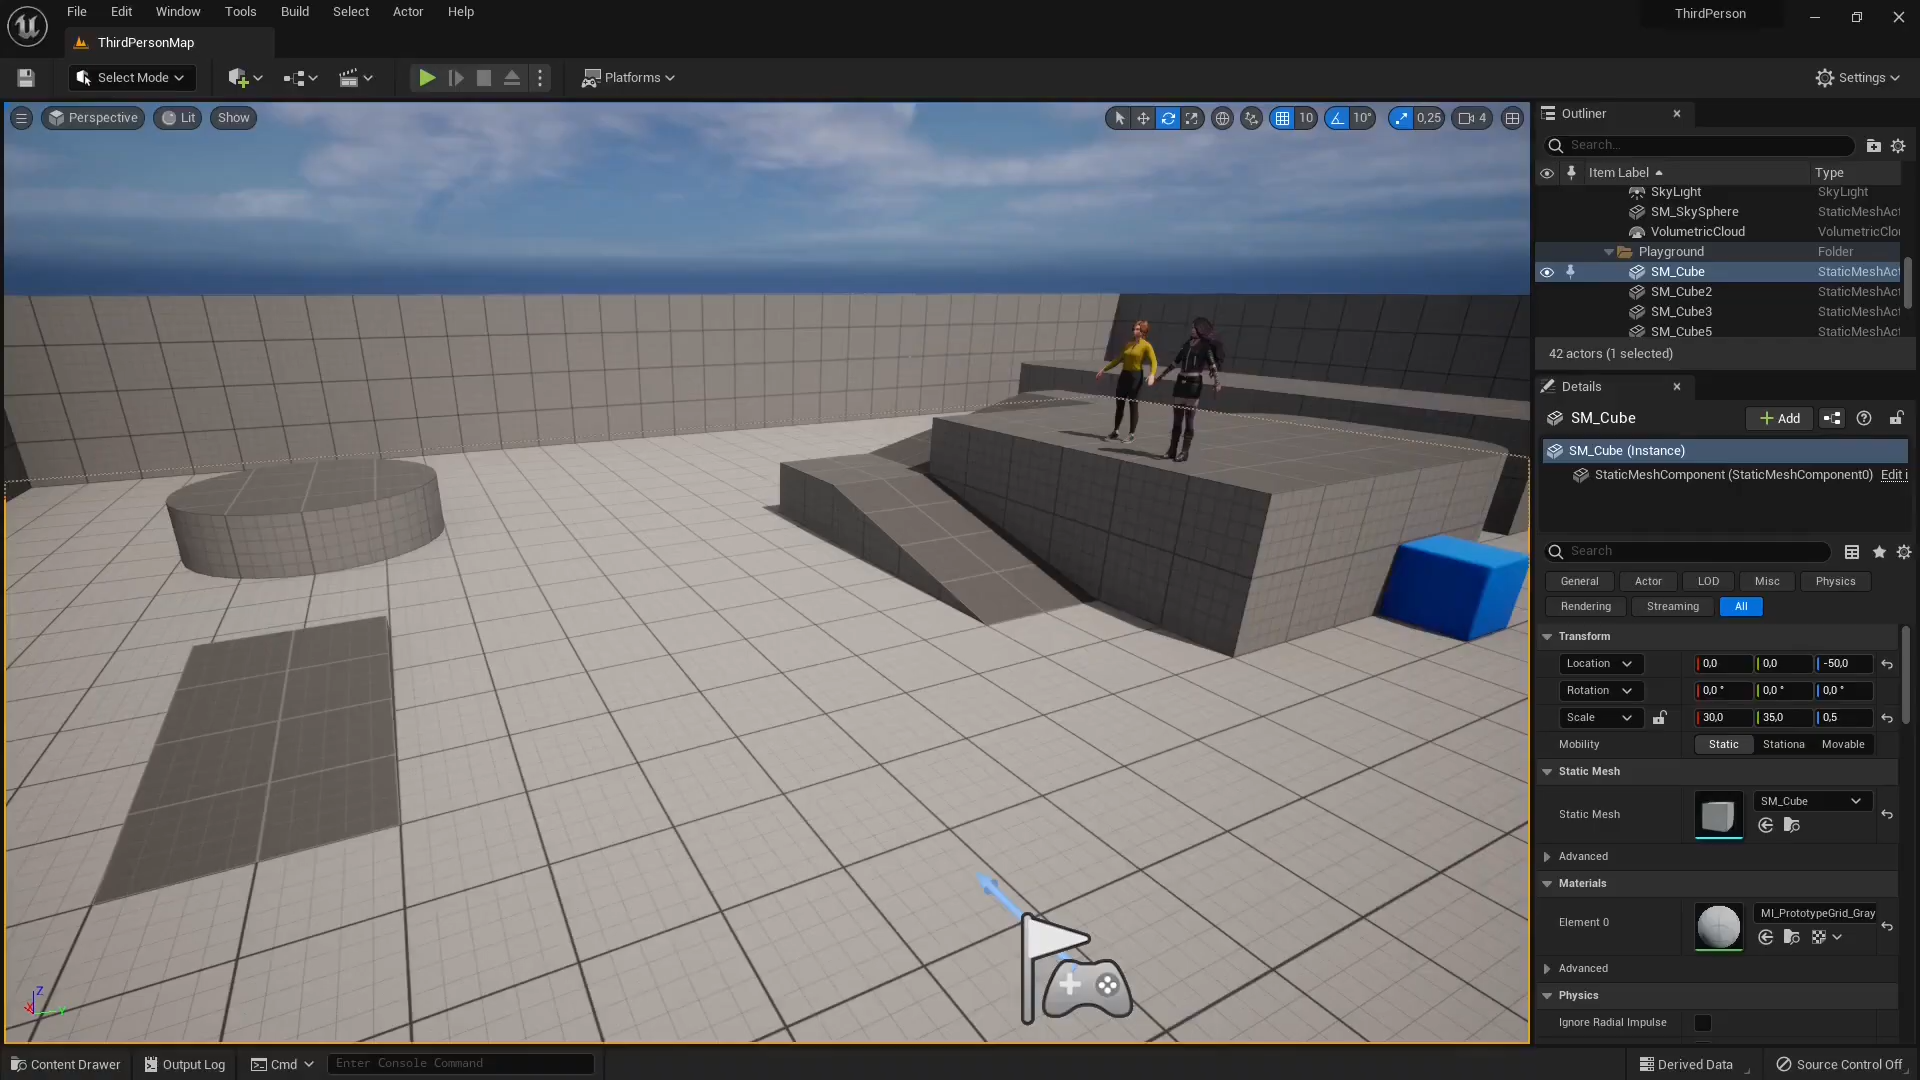 File Edit Window Tools Build Select Actor Help
ThirdPerson
ThirdPersonMap
Select Mode
Platforms
Settings
Perspective
Lit
Show
10
10°
0,25
4
Outliner
Search...
Item Label
Type
SkyLight
SkyLight
SM_SkySphere
StaticMeshAct
VolumetricCloud
VolumetricClou
Playground
Folder
SM_Cube
StaticMeshAct
SM_Cube2
StaticMeshAct
SM_Cube3
StaticMeshAct
SM_Cube5
StaticMeshAct
42 actors (1 selected)
Details
SM_Cube
Add
SM_Cube (Instance)
StaticMeshComponent (StaticMeshComponent0)
Edit i
Search
General Actor LOD Misc Physics
Rendering Streaming All
Transform
Location 0,0 0,0 -50,0
Rotation 0,0 ° 0,0 ° 0,0 °
Scale 30,0 35,0 0,5
Mobility Static Stationa Movable
Static Mesh
SM_Cube
Static Mesh
Advanced
Materials
MI_PrototypeGrid_Gray
Element 0
Advanced
Physics
Ignore Radial Impulse
Z
X
Y
Content Drawer
Output Log
Cmd
Enter Console Command
Derived Data
Source Control Off